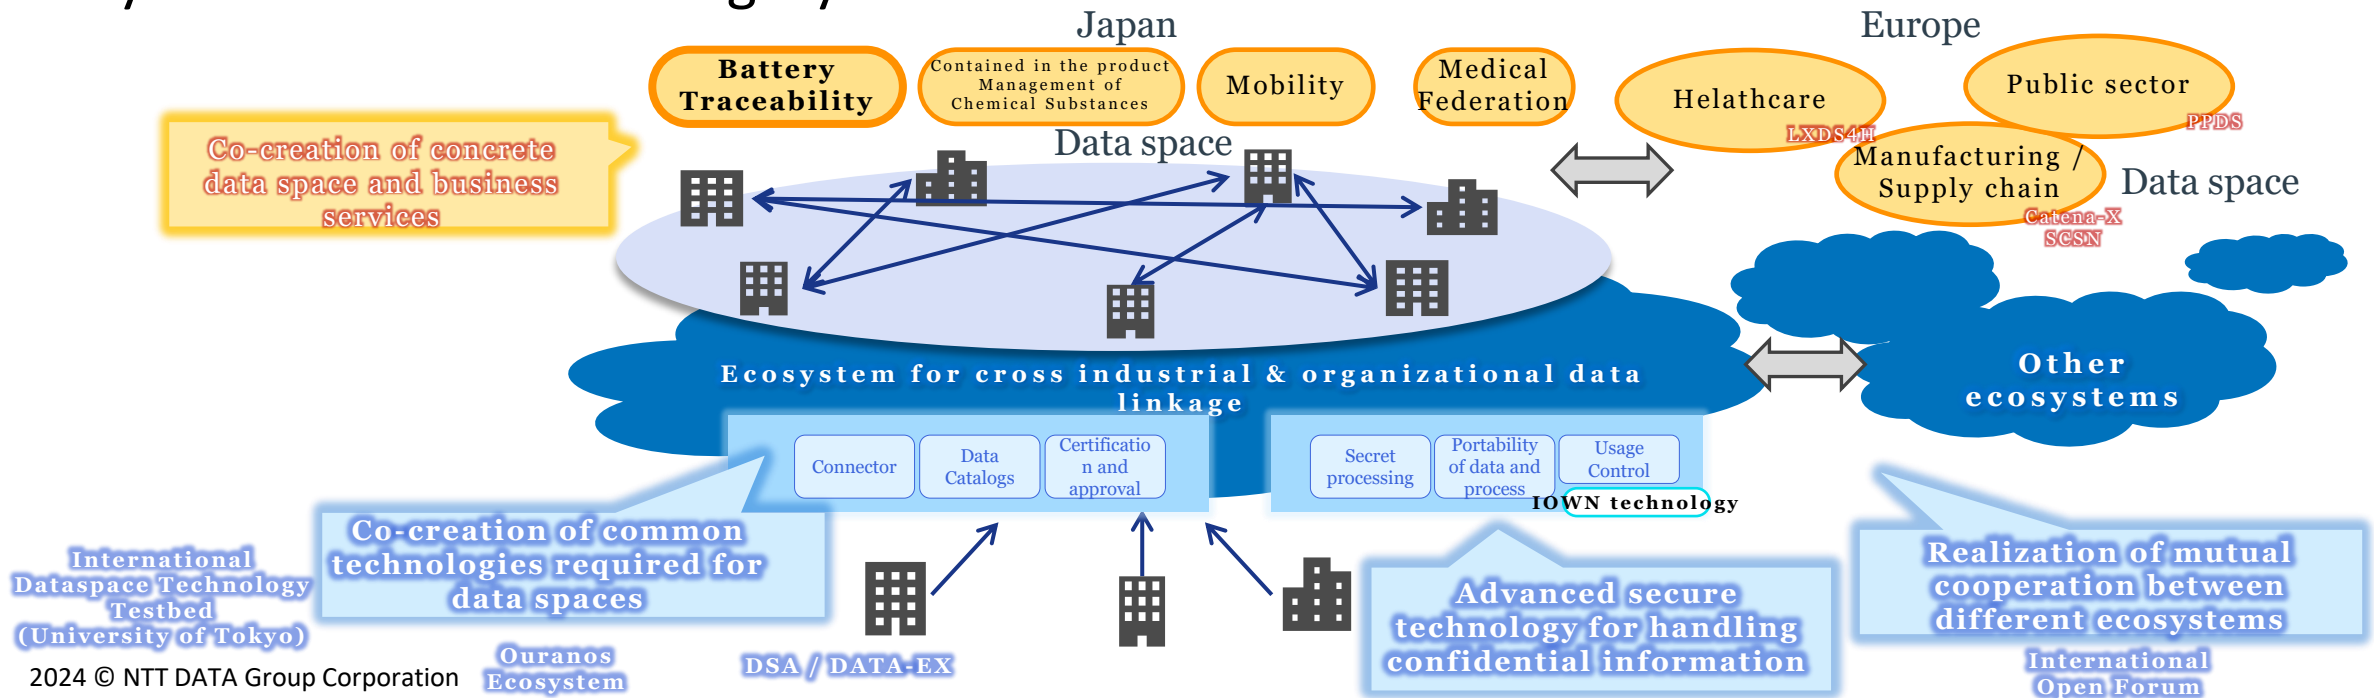 Japan
Europe
Battery
Traceability
Contained in the product
Management of
Chemical Substances
Mobility
Medical
Federation
Helathcare
LXDS4H
Public sector
PPDS
Manufacturing /
Supply chain
Catena-X
SCSN
Data space
Data space
Co-creation of concrete
data space and business
services
Ecosystem for cross industrial & organizational data
linkage
Other
ecosystems
Connector
Data
Catalogs
Certificatio
n and
approval
Secret
processing
Portability
of data and
process
Usage
Control
IOWN technology
Co-creation of common
technologies required for
data spaces
Advanced secure
technology for handling
confidential information
Realization of mutual
cooperation between
different ecosystems
International
Dataspace Technology
Testbed
(University of Tokyo)
Ouranos
Ecosystem
DSA / DATA-EX
International
Open Forum
2024 © NTT DATA Group Corporation